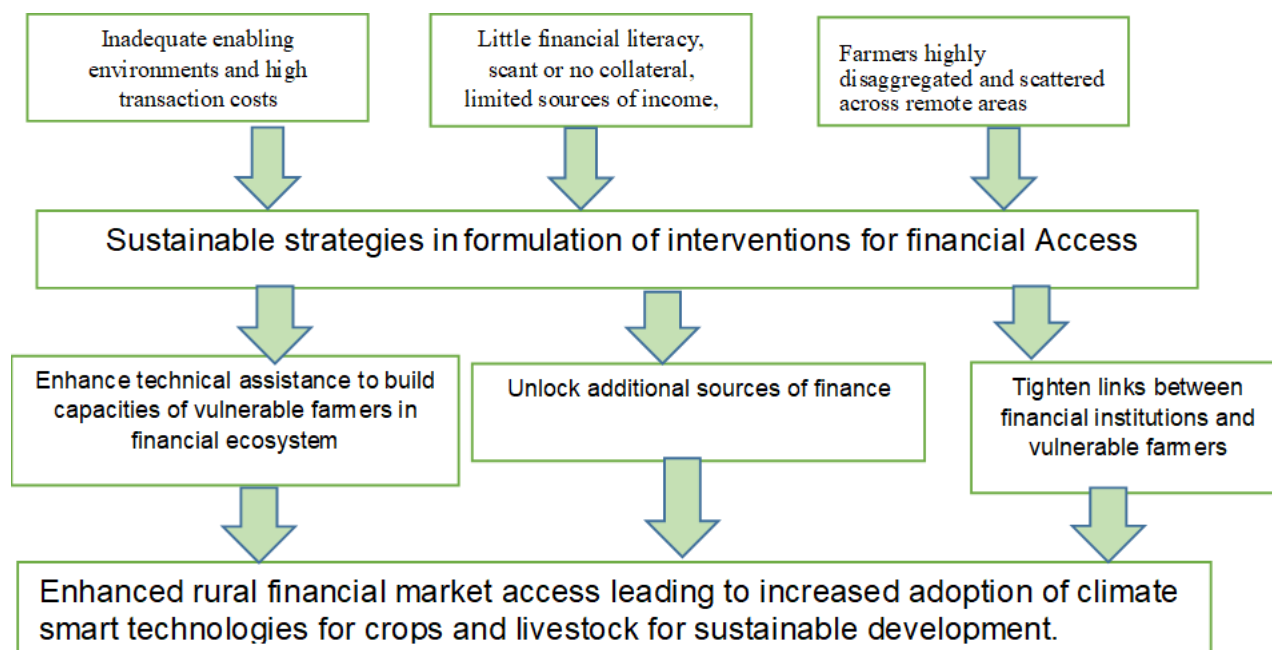 Inadequate enabling
environments and high
transaction costs
Little financial literacy,
scant or no collateral,
limited sources of income,
Farmers highly
disaggregated and scattered
across remote areas
Sustainable strategies in formulation of interventions for financial Access
Enhance technical assistance to build
capacities of vulnerable farmers in
financial ecosystem
Unlock additional sources of finance
Tighten links between
financial institutions and
vulnerable farmers
Enhanced rural financial market access leading to increased adoption of climate
smart technologies for crops and livestock for sustainable development.